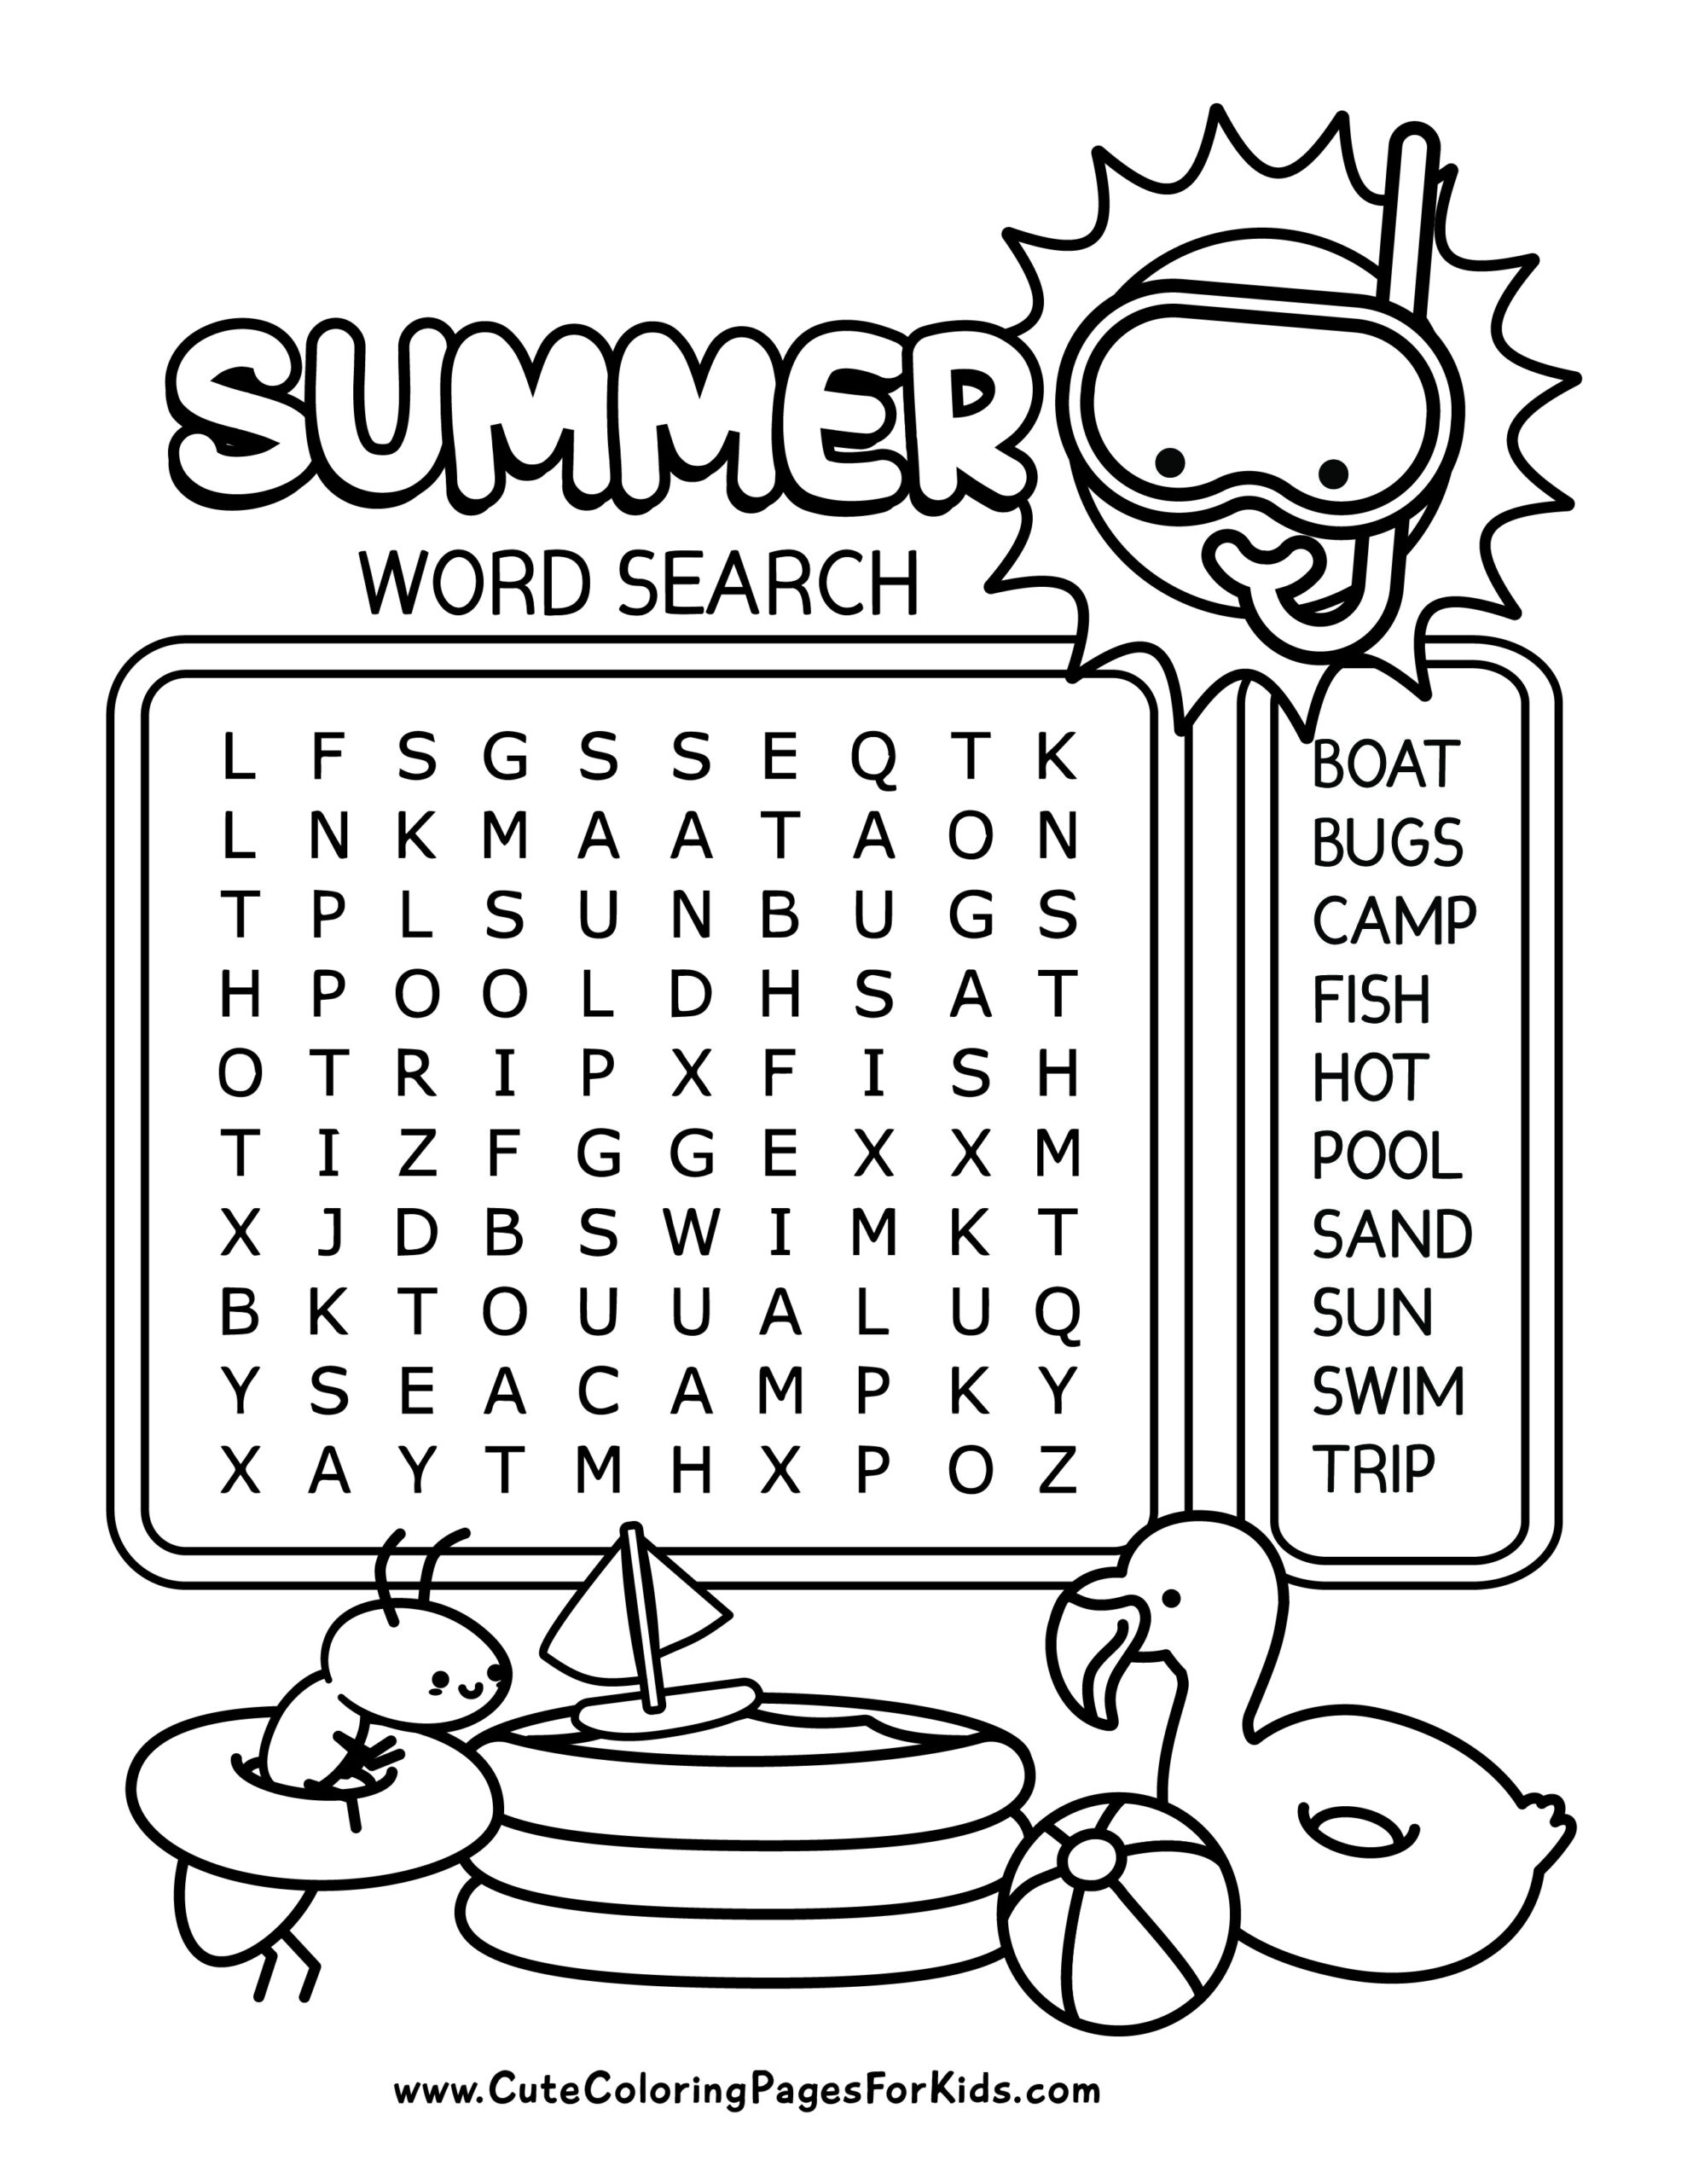 SUMMER
WORD SEARCH
L F S G S S E Q T K
L N K M A A T A O N
T P L S U N B U G S
H P O O L D H S A T
O T R I P X F I S H
T I Z F G G E X X M
X J D B S W I M K T
B K T O U U A L U Q
Y S E A C A M P K Y
X A Y T M H X P O Z
BOAT
BUGS
CAMP
FISH
HOT
POOL
SAND
SUN
SWIM
TRIP
www.CuteColoringPagesForKids.com